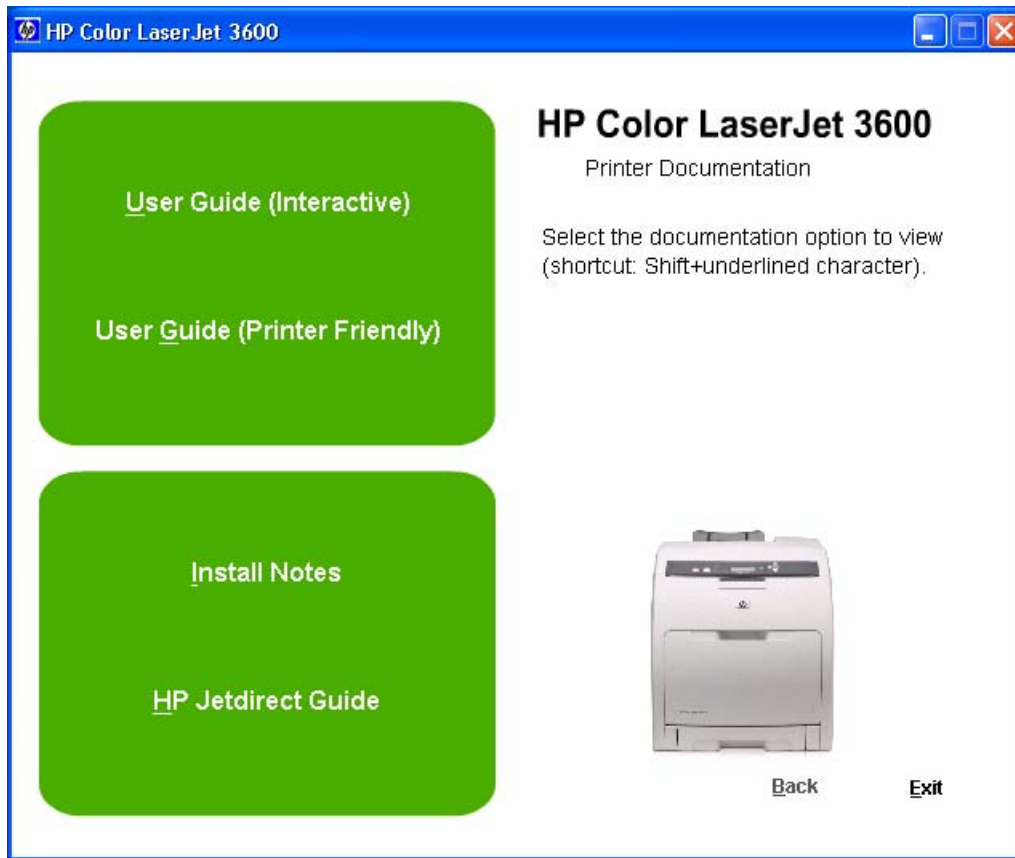 HP Color LaserJet 3600
User Guide (Interactive)
User Guide (Printer Friendly)
Install Notes
HP Jetdirect Guide
HP Color LaserJet 3600
Printer Documentation
Select the documentation option to view
(shortcut: Shift+underlined character).
Back
Exit